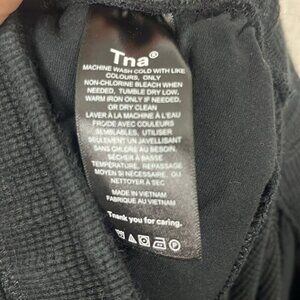 Tna®
MACHINE WASH COLD WITH LIKE
COLOURS, ONLY
NON-CHLORINE BLEACH WHEN
NEEDED, TUMBLE DRY LOW,
WARM IRON ONLY IF NEEDED,
OR DRY CLEAN
LAVER À LA MACHINE À L'EAU
FROIDE AVEC COULEURS
SEMBLABLES, UTILISER
SEULEMENT UN JAVELLISANT
SANS CHLORE AU BESOIN,
SÉCHER À BASSE
TEMPÉRATURE, REPASSAGE
MOYEN SI NÉCESSAIRE, OU
NETTOYER À SEC
MADE IN VIETNAM
FABRIQUÉ AU VIETNAM
Thank you for caring.